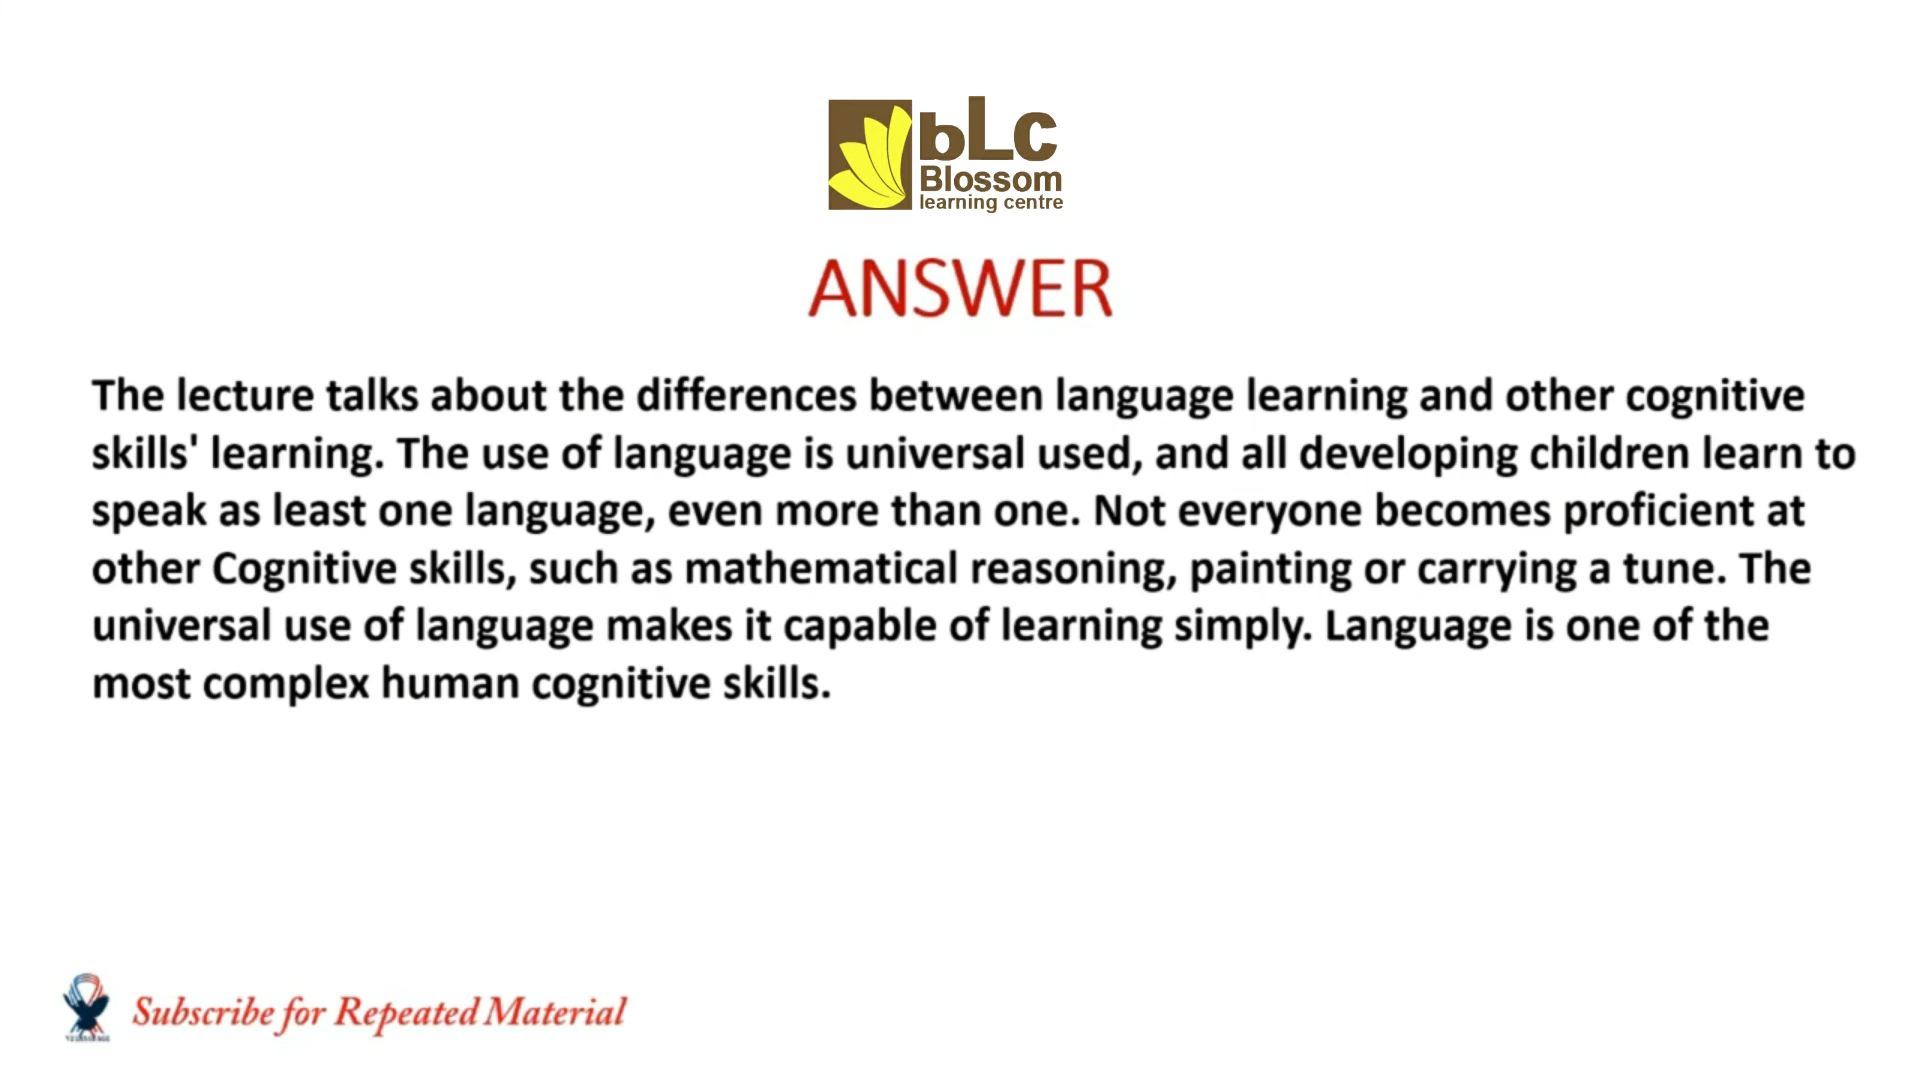 bLc
Blossom
learning centre
ANSWER
The lecture talks about the differences between language learning and other cognitive
skills' learning. The use of language is universal used, and all developing children learn to
speak as least one language, even more than one. Not everyone becomes proficient at
other Cognitive skills, such as mathematical reasoning, painting or carrying a tune. The
universal use of language makes it capable of learning simply. Language is one of the
most complex human cognitive skills.
Subscribe for Repeated Material